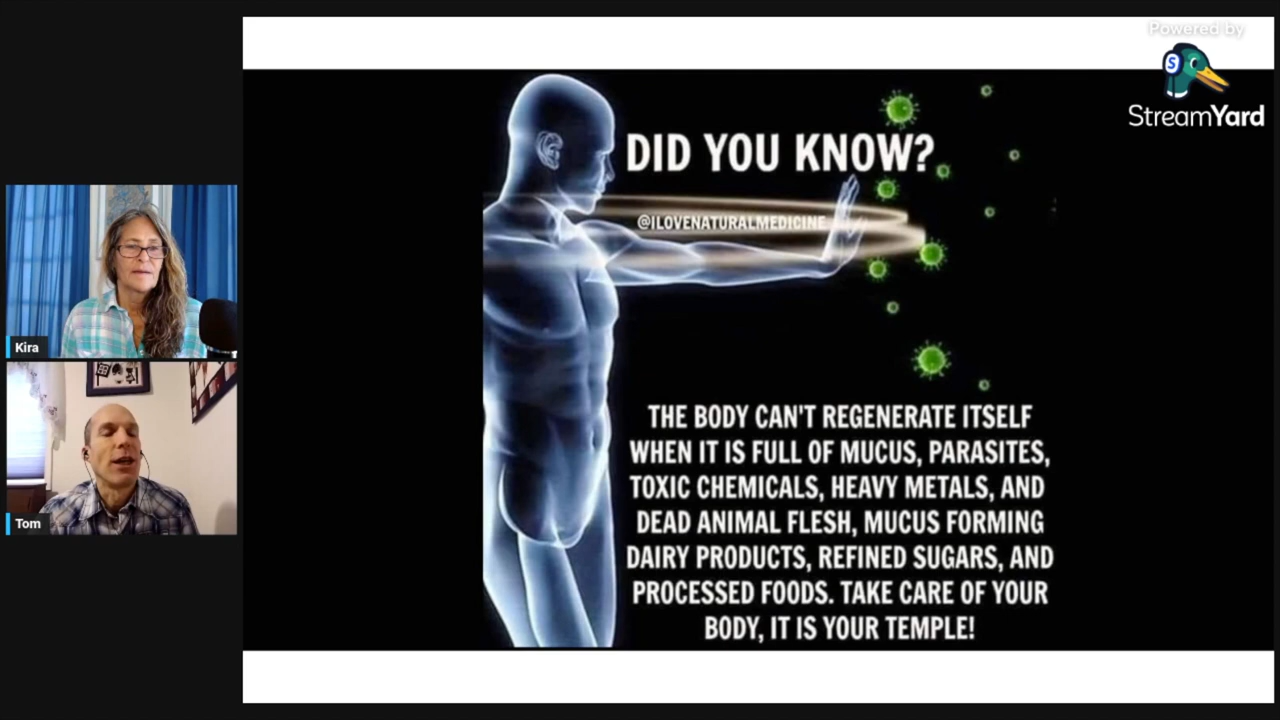 Powered by
StreamYard
DID YOU KNOW?
@ILOVENATURALMEDICINE
THE BODY CAN'T REGENERATE ITSELF
WHEN IT IS FULL OF MUCUS, PARASITES,
TOXIC CHEMICALS, HEAVY METALS, AND
DEAD ANIMAL FLESH, MUCUS FORMING
DAIRY PRODUCTS, REFINED SUGARS, AND
PROCESSED FOODS. TAKE CARE OF YOUR
BODY, IT IS YOUR TEMPLE!
Kira
Tom